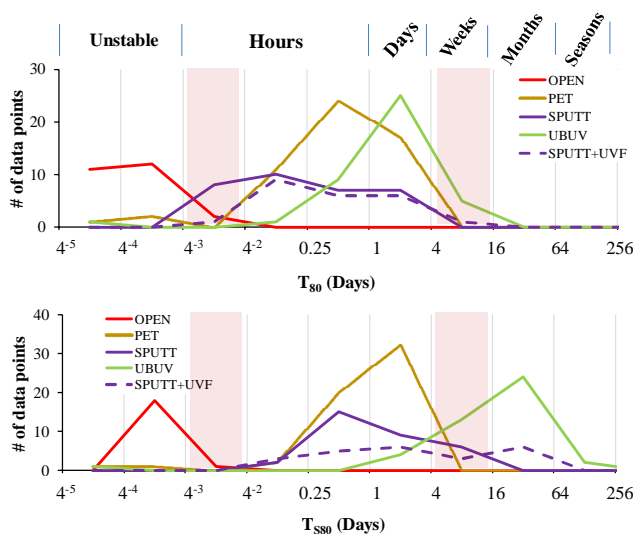 Unstable Hours Days Weeks Months Seasons
30
20
10
0
# of data points
OPEN
PET
SPUTT
UBUV
SPUTT+UVF
4-5 4-4 4-3 4-2 0.25 1 4 16 64 256
T80 (Days)
40
30
20
10
0
# of data points
OPEN
PET
SPUTT
UBUV
SPUTT+UVF
4-5 4-4 4-3 4-2 0.25 1 4 16 64 256
TS80 (Days)